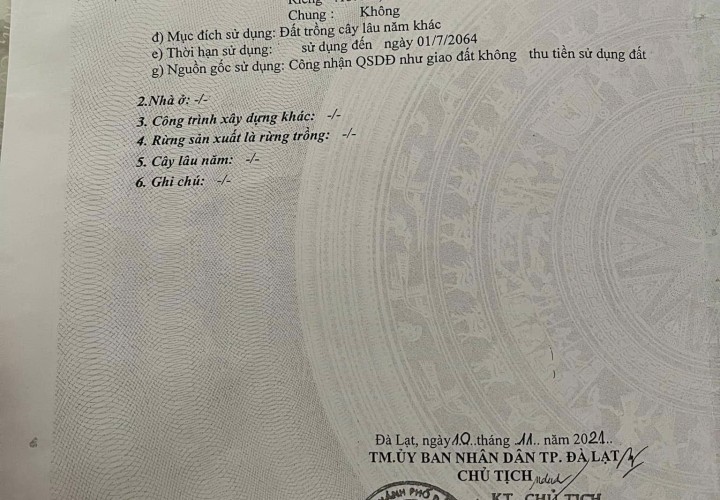 Chung : Không
đ) Mục đích sử dụng: Đất trồng cây lâu năm khác
e) Thời hạn sử dụng: sử dụng đến ngày 01/7/2064
g) Nguồn gốc sử dụng: Công nhận QSDĐ như giao đất không thu tiền sử dụng đất
2.Nhà ở: -/-
3. Công trình xây dựng khác: -/-
4. Rừng sản xuất là rừng trồng: -/-
5. Cây lâu năm: -/-
6. Ghi chú: -/-
Đà Lạt, ngày 10 tháng 11.. năm 2021..
TM.ỦY BAN NHÂN DÂN TP. ĐÀ LẠT
CHỦ TỊCH
KT. CHỦ TỊCH